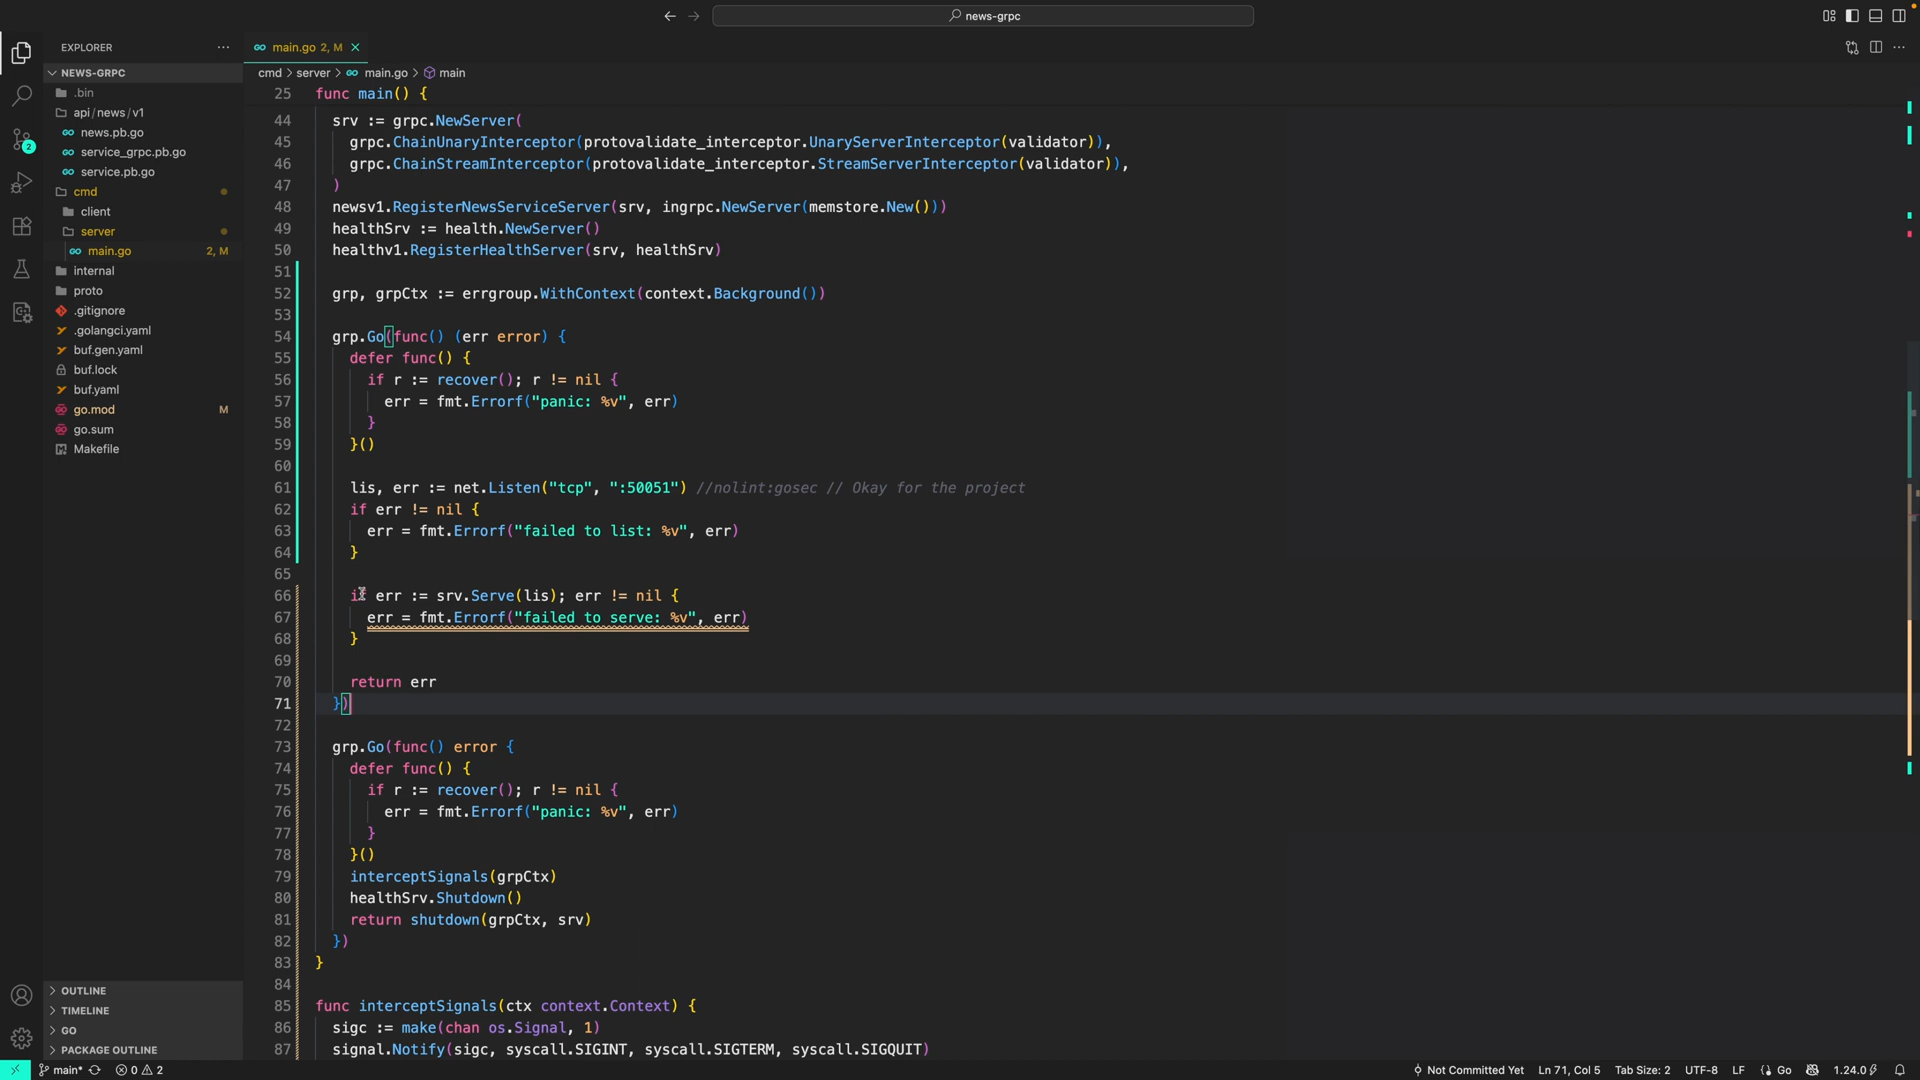 news-grpc
EXPLORER
main.go 2, M
NEWS-GRPC
.bin
api/news/v1
news.pb.go
service_grpc.pb.go
service.pb.go
cmd
client
server
main.go 2, M
internal
proto
.gitignore
.golangci.yaml
buf.gen.yaml
buf.lock
buf.yaml
go.mod M
go.sum
Makefile
OUTLINE
TIMELINE
GO
PACKAGE OUTLINE
cmd > server > main.go > main
25 func main() {
44 srv := grpc.NewServer(
45 grpc.ChainUnaryInterceptor(protovalidate_interceptor.UnaryServerInterceptor(validator)),
46 grpc.ChainStreamInterceptor(protovalidate_interceptor.StreamServerInterceptor(validator)),
47 )
48 newsv1.RegisterNewsServiceServer(srv, ingrpc.NewServer(memstore.New()))
49 healthSrv := health.NewServer()
50 healthv1.RegisterHealthServer(srv, healthSrv)
51
52 grp, grpCtx := errgroup.WithContext(context.Background())
53
54 grp.Go(func() (err error) {
55 defer func() {
56 if r := recover(); r != nil {
57 err = fmt.Errorf("panic: %v", err)
58 }
59 }()
60
61 lis, err := net.Listen("tcp", ":50051") //nolint:gosec // Okay for the project
62 if err != nil {
63 err = fmt.Errorf("failed to list: %v", err)
64 }
65
66 if err := srv.Serve(lis); err != nil {
67 err = fmt.Errorf("failed to serve: %v", err)
68 }
69
70 return err
71 })
72
73 grp.Go(func() error {
74 defer func() {
75 if r := recover(); r != nil {
76 err = fmt.Errorf("panic: %v", err)
77 }
78 }()
79 interceptSignals(grpCtx)
80 healthSrv.Shutdown()
81 return shutdown(grpCtx, srv)
82 })
83 }
84
85 func interceptSignals(ctx context.Context) {
86 sigc := make(chan os.Signal, 1)
87 signal.Notify(sigc, syscall.SIGINT, syscall.SIGTERM, syscall.SIGQUIT)
2
main* 0 2 Not Committed Yet Ln 71, Col 5 Tab Size: 2 UTF-8 LF Go 1.24.0